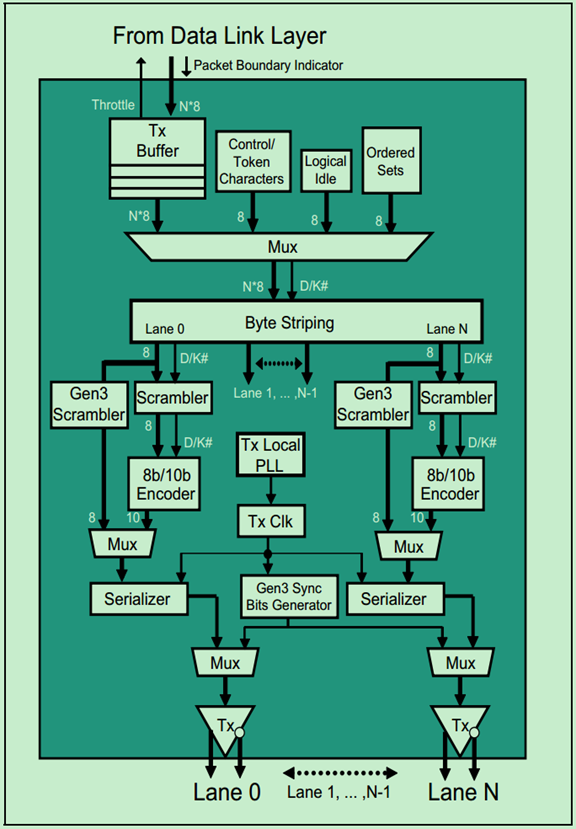 From Data Link Layer
Packet Boundary Indicator
Throttle
N*8
Tx
Buffer
Control/
Token
Characters
Logical
Idle
Ordered
Sets
N*8
8
8
8
Mux
N*8
D/K#
Byte Striping
Lane 0
Lane N
8
D/K#
8
D/K#
Lane 1, ... ,N-1
Gen3
Scrambler
Scrambler
Gen3
Scrambler
Scrambler
8
D/K#
8
D/K#
Tx Local
PLL
8b/10b
Encoder
8b/10b
Encoder
8
10
8
10
Tx Clk
Mux
Mux
Serializer
Gen3 Sync
Bits Generator
Serializer
Mux
Mux
Tx
Tx
Lane 0
Lane 1, ... ,N-1
Lane N